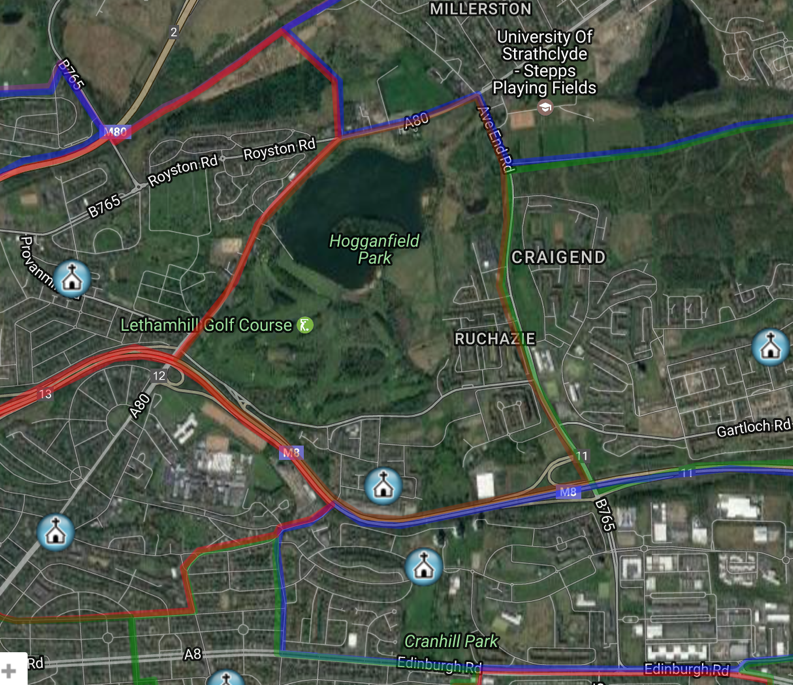 MILLERSTON
2
University Of
Strathclyde
- Stepps
Playing Fields
B765
M80
A80
Ave End Rd
Royston Rd
Royston Rd
B765
Hogganfield
Park
CRAIGEND
Lethamhill Golf Course
RUCHAZIE
12
13
A80
Gartloch Rd
M8
11
11
M8
B765
Cranhill Park
A8
Edinburgh Rd
Edinburgh Rd
Rd
+